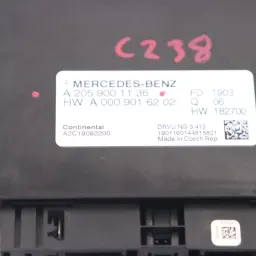 C238
MERCEDES-BENZ
A 205 900 11 36 FD 1903
Q 06
HW A 000 901 62 02 HW 182700
Continental DRVU NG 3.415
A2C19082200
Made in Czech Rep